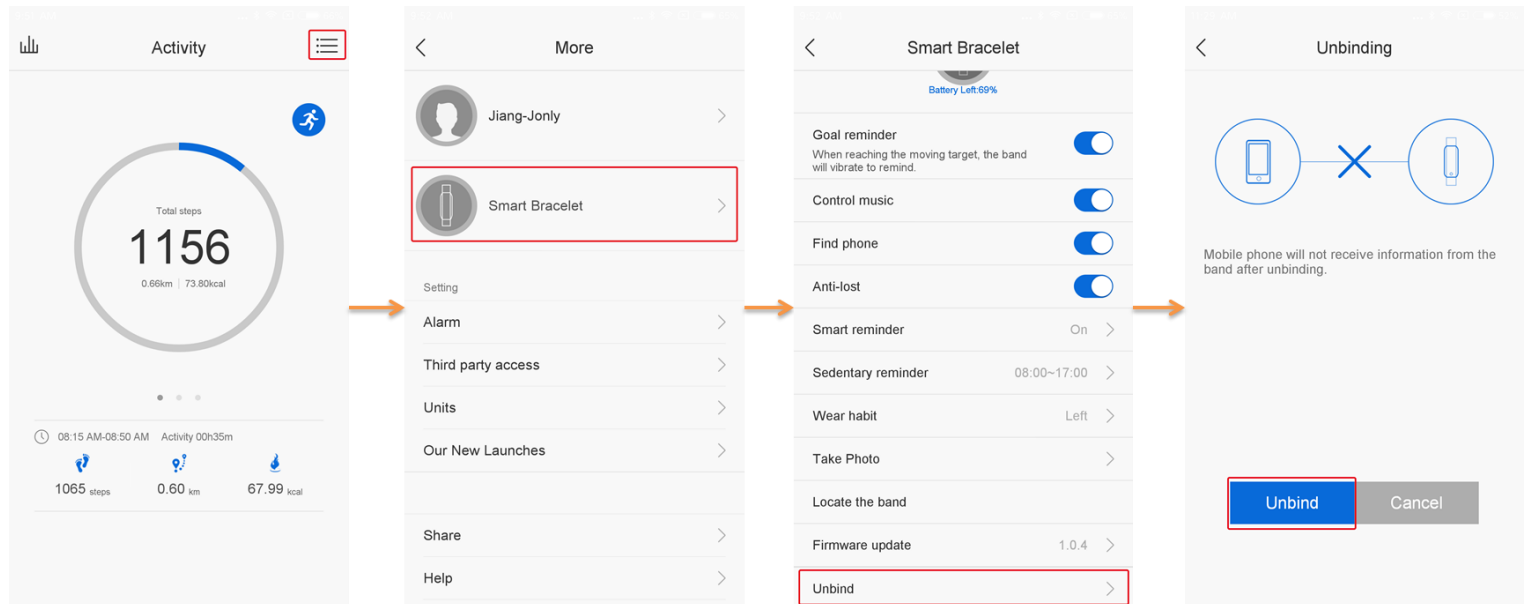 Activity
Total steps
1156
0.66km | 73.80kcal
08:15 AM-08:50 AM Activity 00h35m
1065 steps 0.60 km 67.99 kcal
More
Jiang-Jonly
Smart Bracelet
Setting
Alarm
Third party access
Units
Our New Launches
Share
Help
Smart Bracelet
Battery Left:69%
Goal reminder
When reaching the moving target, the band
will vibrate to remind.
Control music
Find phone
Anti-lost
Smart reminder On
Sedentary reminder 08:00~17:00
Wear habit Left
Take Photo
Locate the band
Firmware update 1.0.4
Unbind
Unbinding
Mobile phone will not receive information from the
band after unbinding.
Unbind Cancel